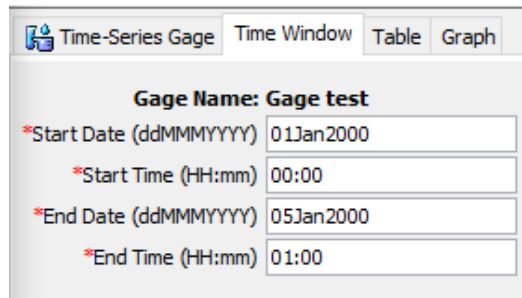 Time-Series Gage Time Window Table Graph
Gage Name: Gage test
*Start Date (ddMMMYYYY) 01Jan2000
*Start Time (HH:mm) 00:00
*End Date (ddMMMYYYY) 05Jan2000
*End Time (HH:mm) 01:00